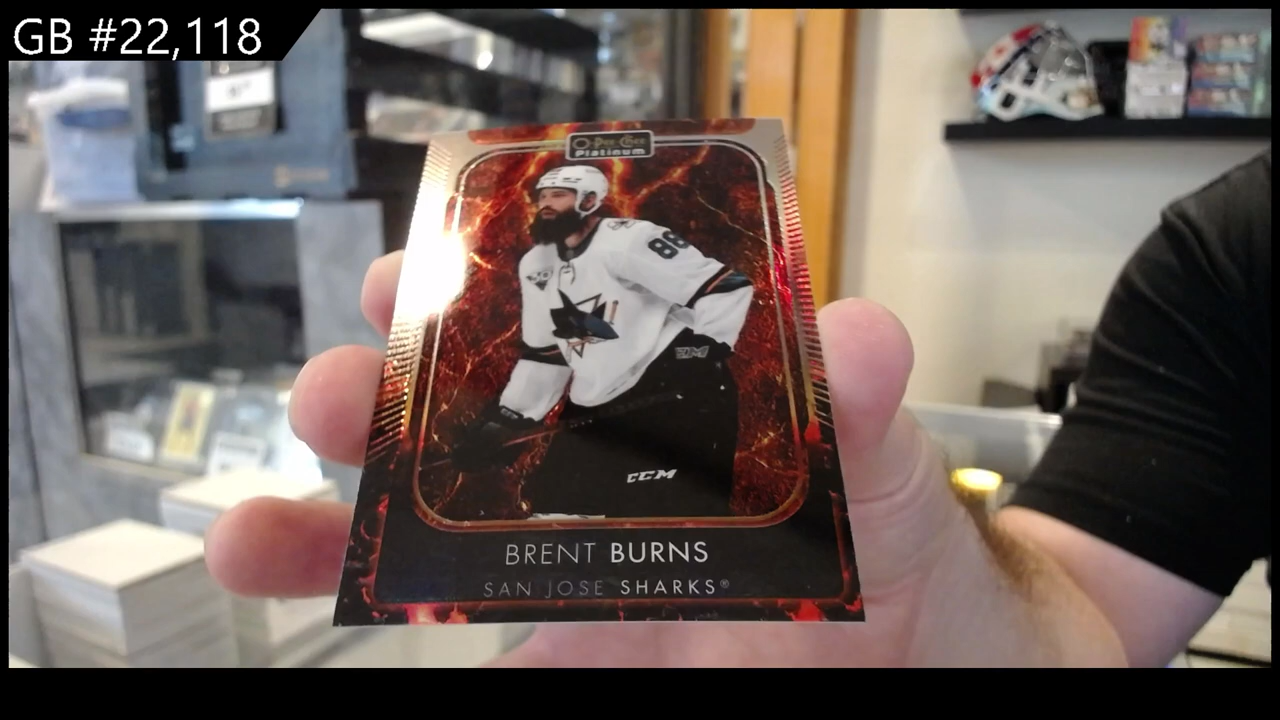 GB #22,118
O-Pee-Chee
Platinum
88
CCM
CCM
BRENT BURNS
SAN JOSE SHARKS®